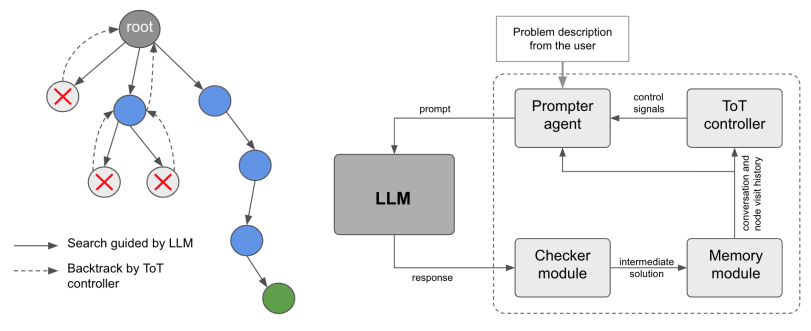 root
Search guided by LLM
Backtrack by ToT
controller
Problem description
from the user
prompt
Prompter
agent
control
signals
ToT
controller
LLM
conversation and
node visit history
response
Checker
module
intermediate
solution
Memory
module